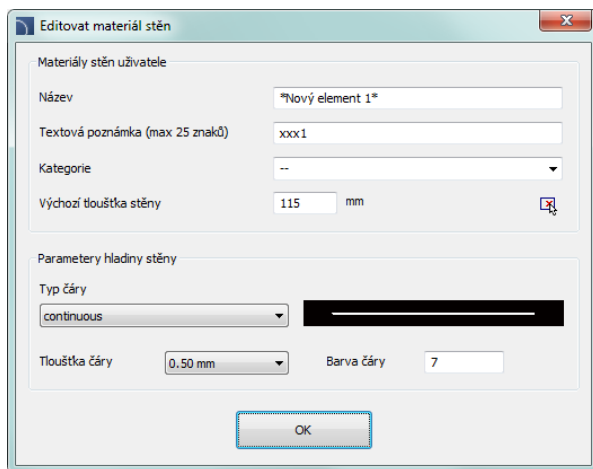 Editovat materiál stěn
Materiály stěn uživatele
Název *Nový element 1*
Textová poznámka (max 25 znaků) xxx1
Kategorie --
Výchozí tloušťka stěny 115 mm
Parametery hladiny stěny
Typ čáry
continuous
Tloušťka čáry 0.50 mm Barva čáry 7
OK